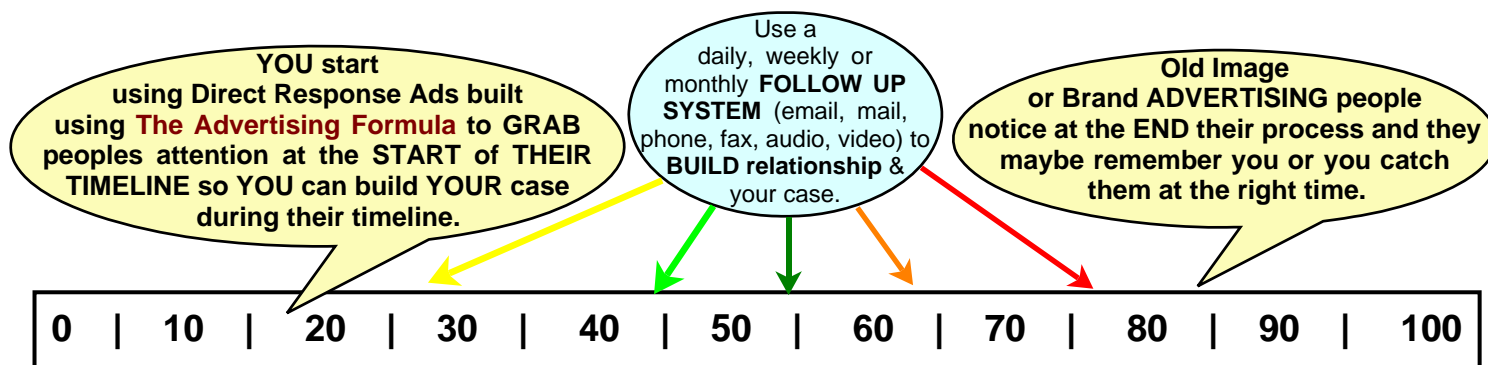 YOU start
using Direct Response Ads built
using The Advertising Formula to GRAB
peoples attention at the START of THEIR
TIMELINE so YOU can build YOUR case
during their timeline.
Use a
daily, weekly or
monthly FOLLOW UP
SYSTEM (email, mail,
phone, fax, audio, video) to
BUILD relationship &
your case.
Old Image
or Brand ADVERTISING people
notice at the END their process and they
maybe remember you or you catch
them at the right time.
0 | 10 | 20 | 30 | 40 | 50 | 60 | 70 | 80 | 90 | 100